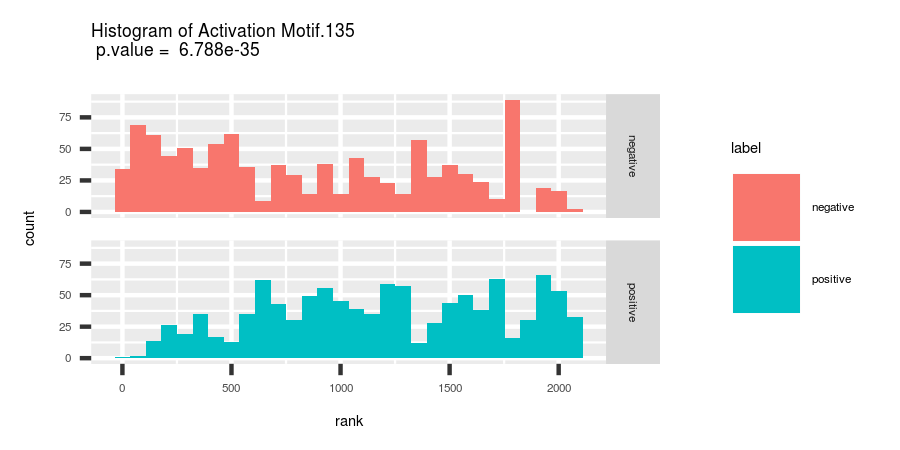 Histogram of Activation Motif.135
p.value = 6.788e-35
count
75
50
25
0
negative
75
50
25
0
positive
0 500 1000 1500 2000
rank
label
negative
positive